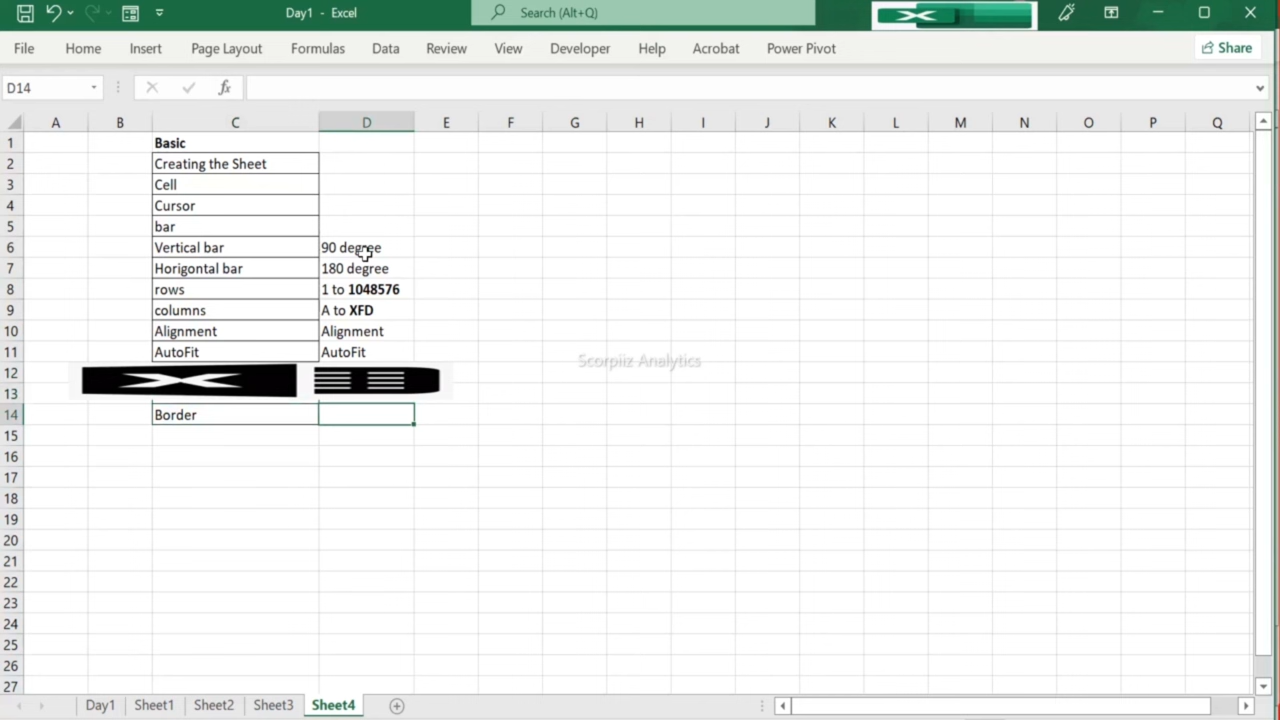 Day1 - Excel
Search (Alt+Q)
File Home Insert Page Layout Formulas Data Review View Developer Help Acrobat Power Pivot Share
D14 fx
A B C D E F G H I J K L M N O P Q
1 Basic
2 Creating the Sheet
3 Cell
4 Cursor
5 bar
6 Vertical bar 90 degree
7 Horigontal bar 180 degree
8 rows 1 to 1048576
9 columns A to XFD
10 Alignment Alignment
11 AutoFit AutoFit
Scorpiiz Analytics
12
13
14 Border
15
16
17
18
19
20
21
22
23
24
25
26
27
Day1 Sheet1 Sheet2 Sheet3 Sheet4